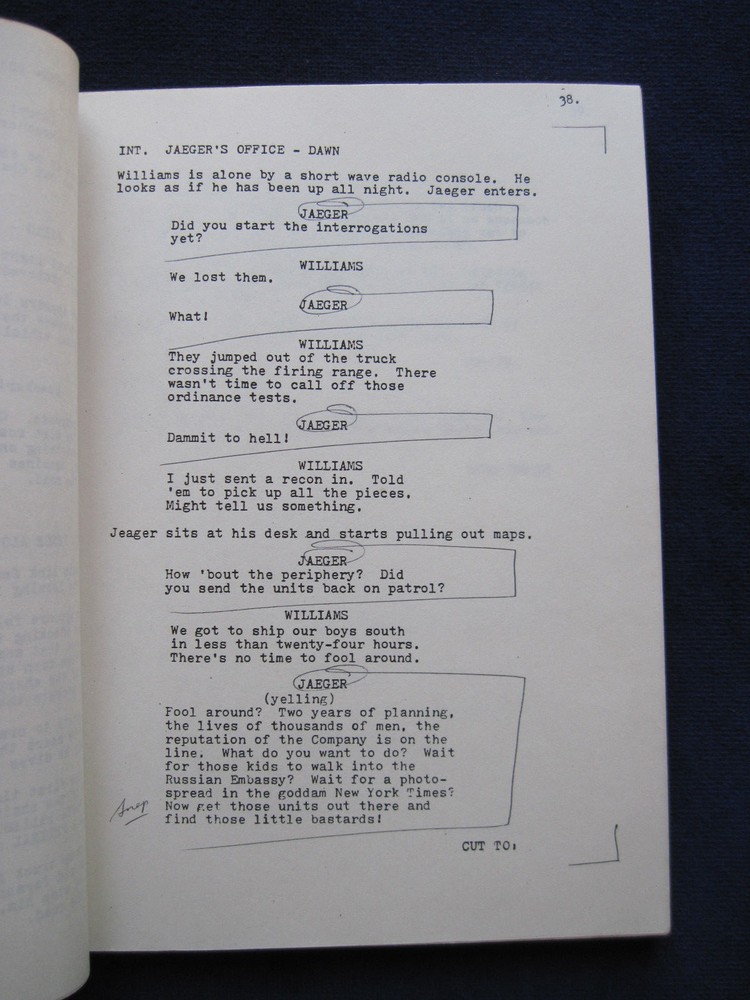 38.
INT. JAEGER'S OFFICE - DAWN
Williams is alone by a short wave radio console. He
looks as if he has been up all night. Jaeger enters.
JAEGER
Did you start the interrogations
yet?
WILLIAMS
We lost them.
JAEGER
What!
WILLIAMS
They jumped out of the truck
crossing the firing range. There
wasn't time to call off those
ordinance tests.
JAEGER
Dammit to hell!
WILLIAMS
I just sent a recon in. Told
'em to pick up all the pieces.
Might tell us something.
Jeager sits at his desk and starts pulling out maps.
JAEGER
How 'bout the periphery? Did
you send the units back on patrol?
WILLIAMS
We got to ship our boys south
in less than twenty-four hours.
There's no time to fool around.
JAEGER
(yelling)
Fool around? Two years of planning,
the lives of thousands of men, the
reputation of the Company is on the
line. What do you want to do? Wait
for those kids to walk into the
Russian Embassy? Wait for a photo-
spread in the goddam New York Times?
Now get those units out there and
find those little bastards!
CUT TO: